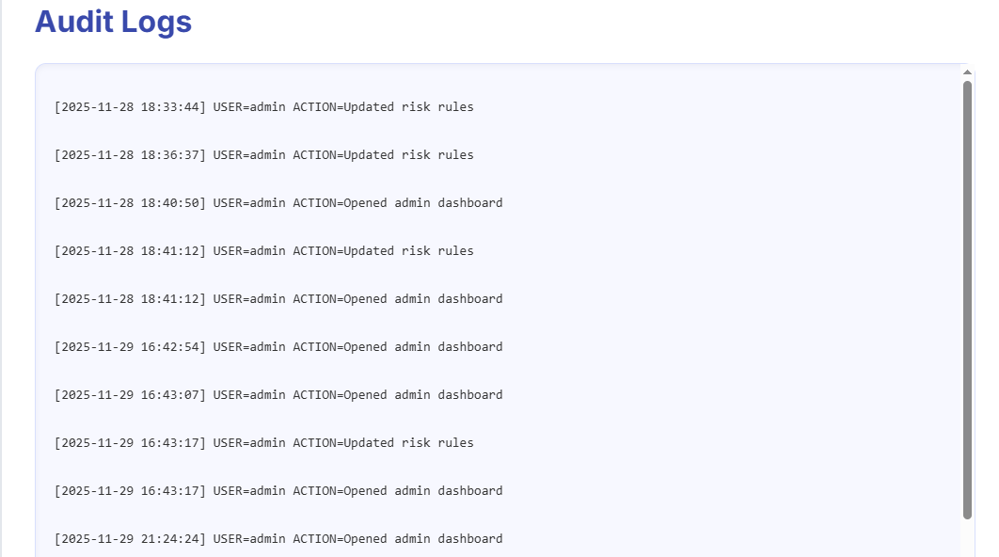 Audit Logs
[2025-11-28 18:33:44] USER=admin ACTION=Updated risk rules
[2025-11-28 18:36:37] USER=admin ACTION=Updated risk rules
[2025-11-28 18:40:50] USER=admin ACTION=Opened admin dashboard
[2025-11-28 18:41:12] USER=admin ACTION=Updated risk rules
[2025-11-28 18:41:12] USER=admin ACTION=Opened admin dashboard
[2025-11-29 16:42:54] USER=admin ACTION=Opened admin dashboard
[2025-11-29 16:43:07] USER=admin ACTION=Opened admin dashboard
[2025-11-29 16:43:17] USER=admin ACTION=Updated risk rules
[2025-11-29 16:43:17] USER=admin ACTION=Opened admin dashboard
[2025-11-29 21:24:24] USER=admin ACTION=Opened admin dashboard